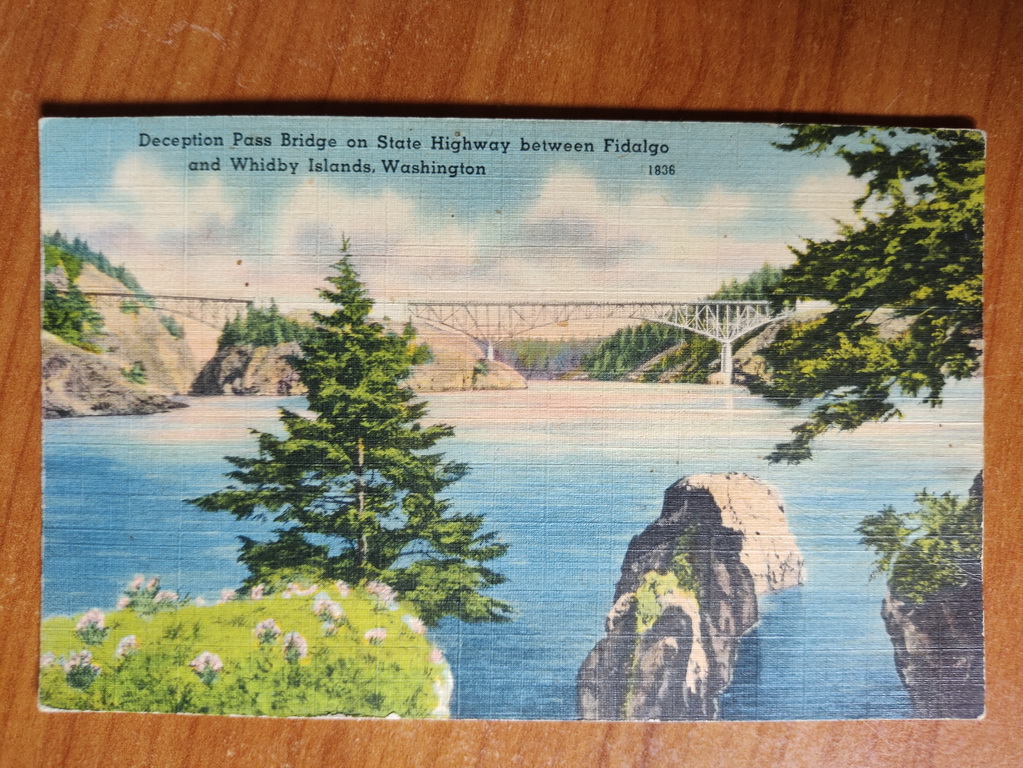 Deception Pass Bridge on State Highway between Fidalgo
and Whidby Islands, Washington
1836